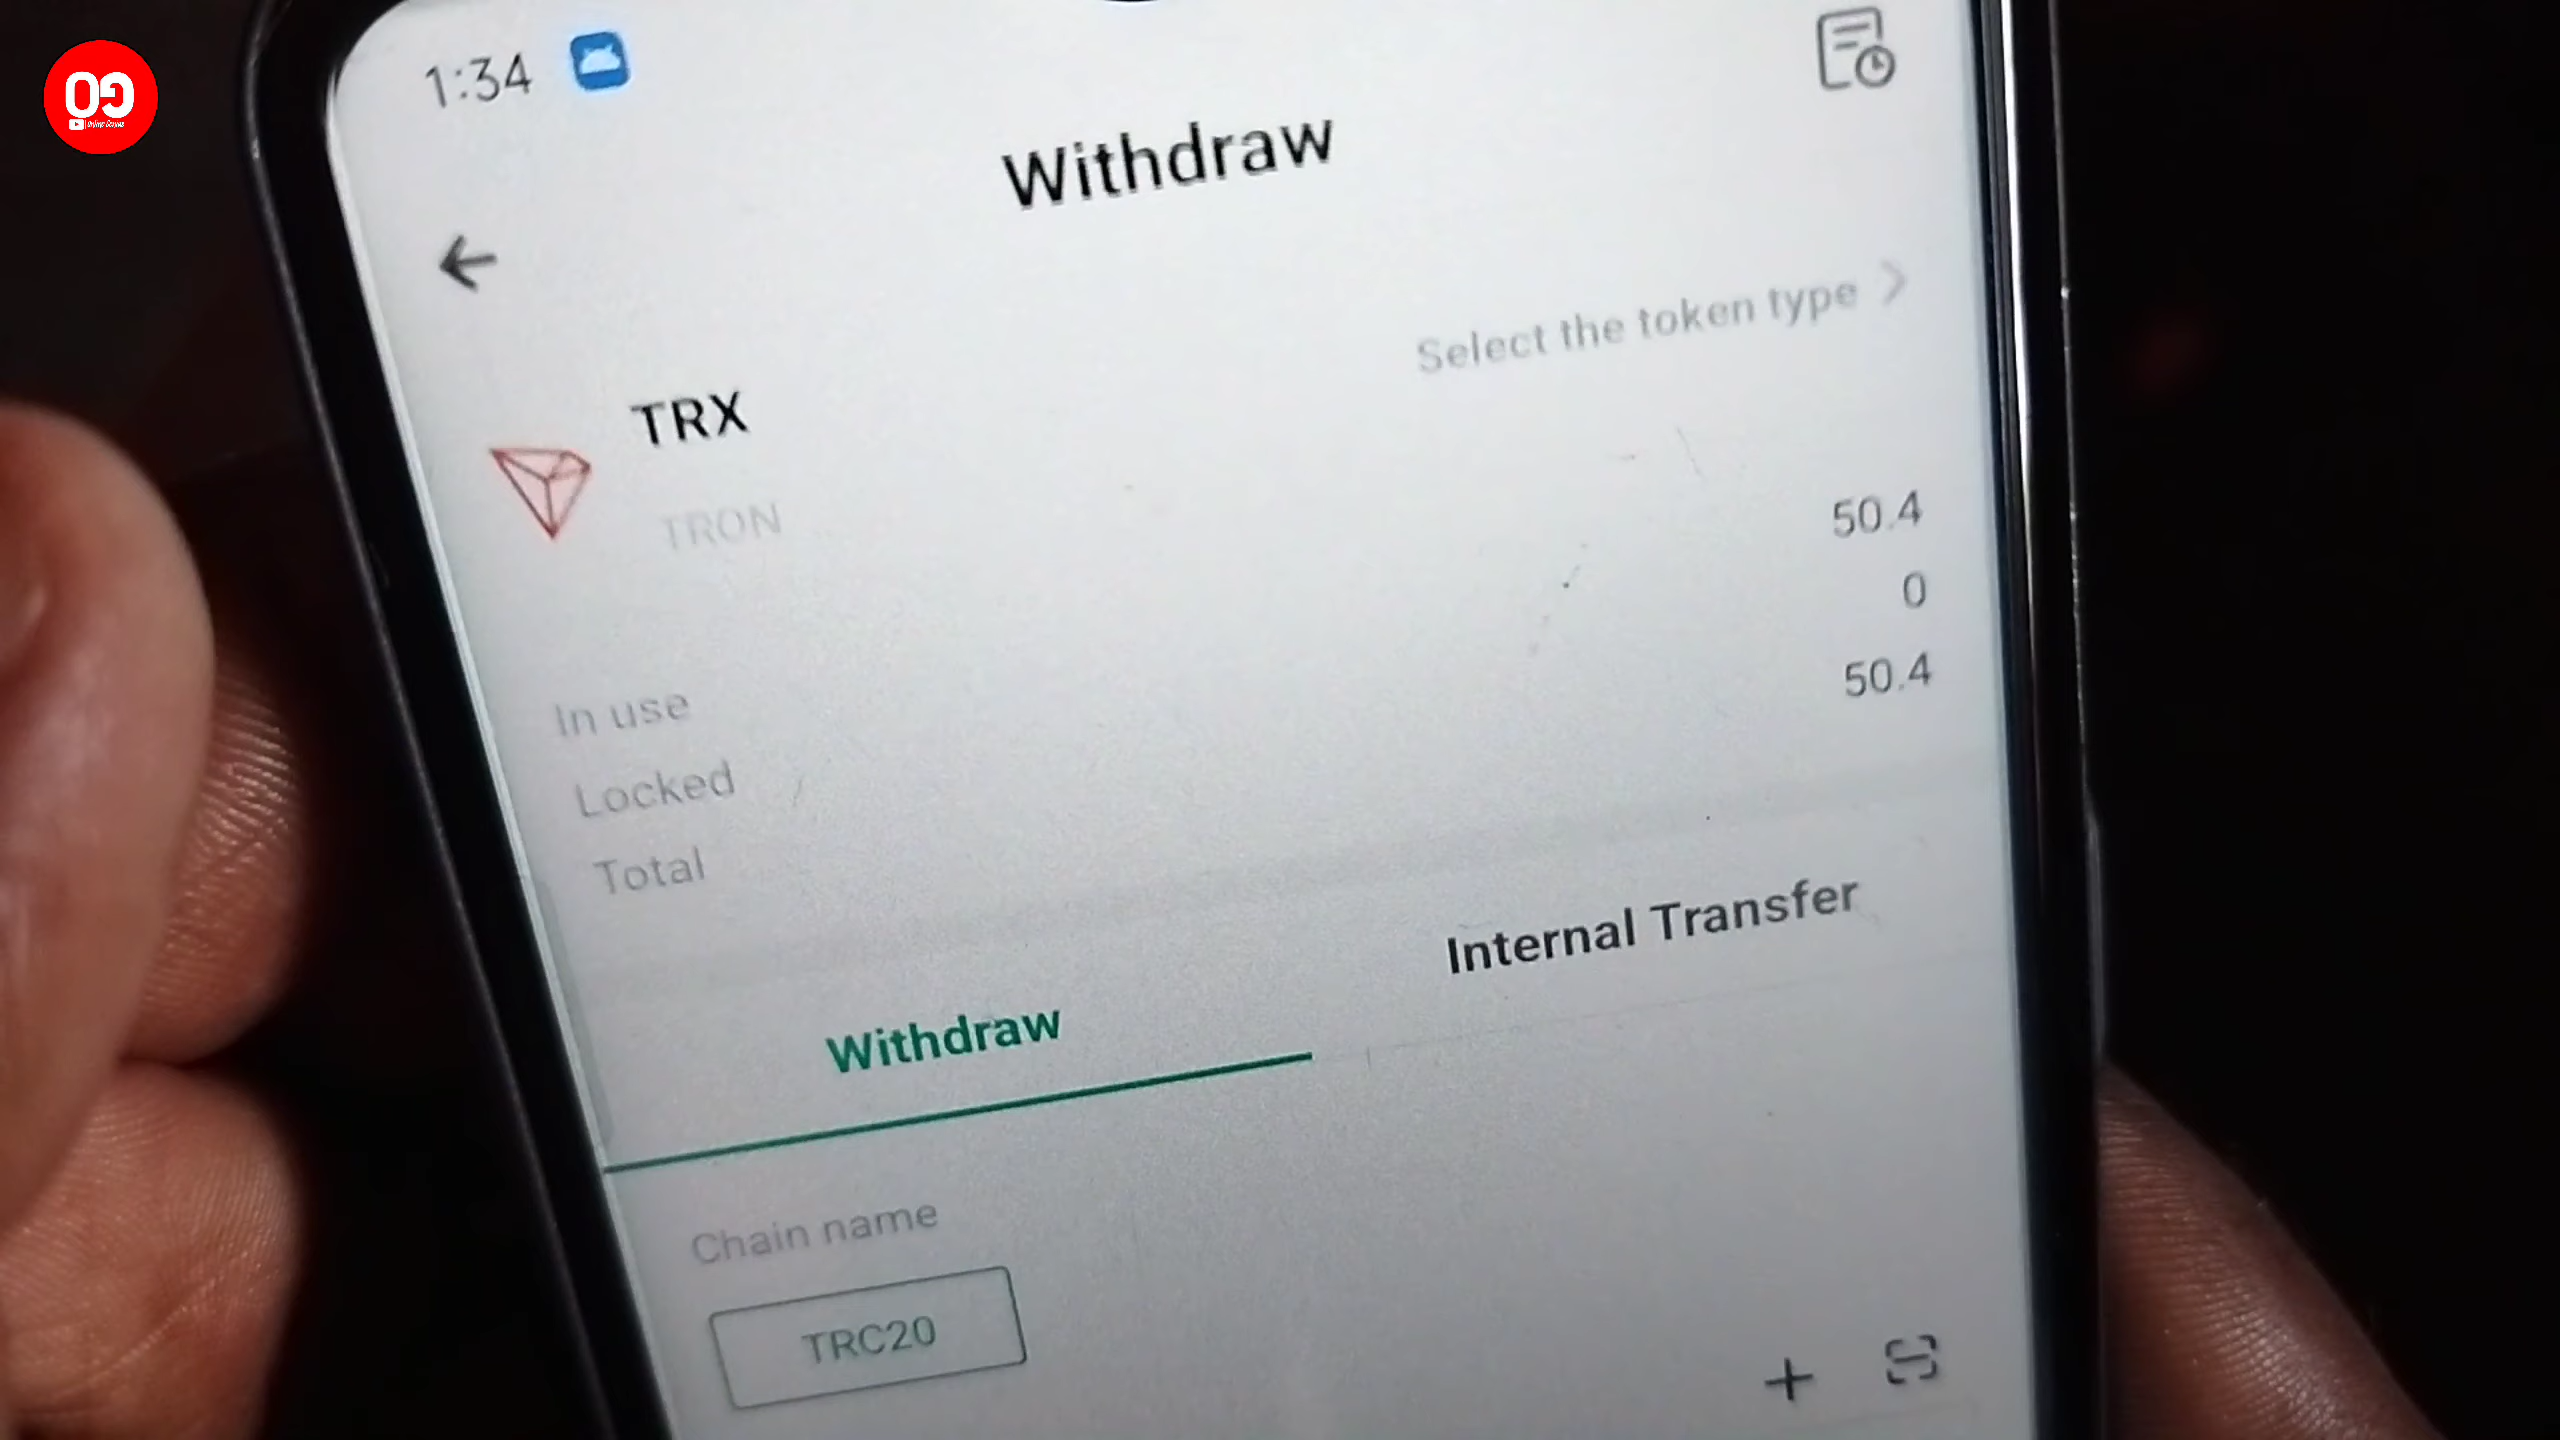 OG
1:34
Withdraw
Select the token type
TRX
TRON
In use 50.4
Locked 0
Total 50.4
Withdraw
Internal Transfer
Chain name
TRC20